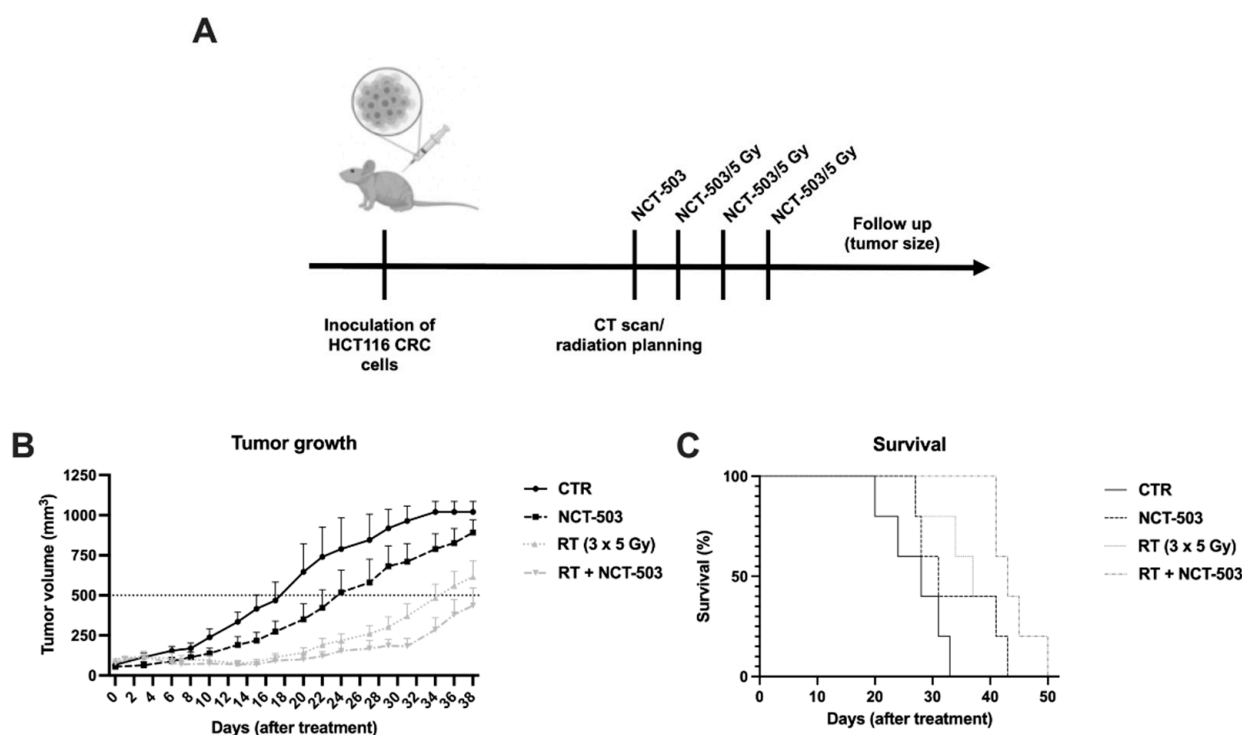 A
NCT-503
NCT-503/5 Gy
NCT-503/5 Gy
NCT-503/5 Gy
Follow up
(tumor size)
Inoculation of
HCT116 CRC
cells
CT scan/
radiation planning
B
Tumor growth
Tumor volume (mm³)
1250
1000
750
500
250
0
0 2 4 6 8 10 12 14 16 18 20 22 24 26 28 30 32 34 36 38
Days (after treatment)
CTR
NCT-503
RT (3 x 5 Gy)
RT + NCT-503
C
Survival
Survival (%)
100
50
0
0 10 20 30 40 50
Days (after treatment)
CTR
NCT-503
RT (3 x 5 Gy)
RT + NCT-503